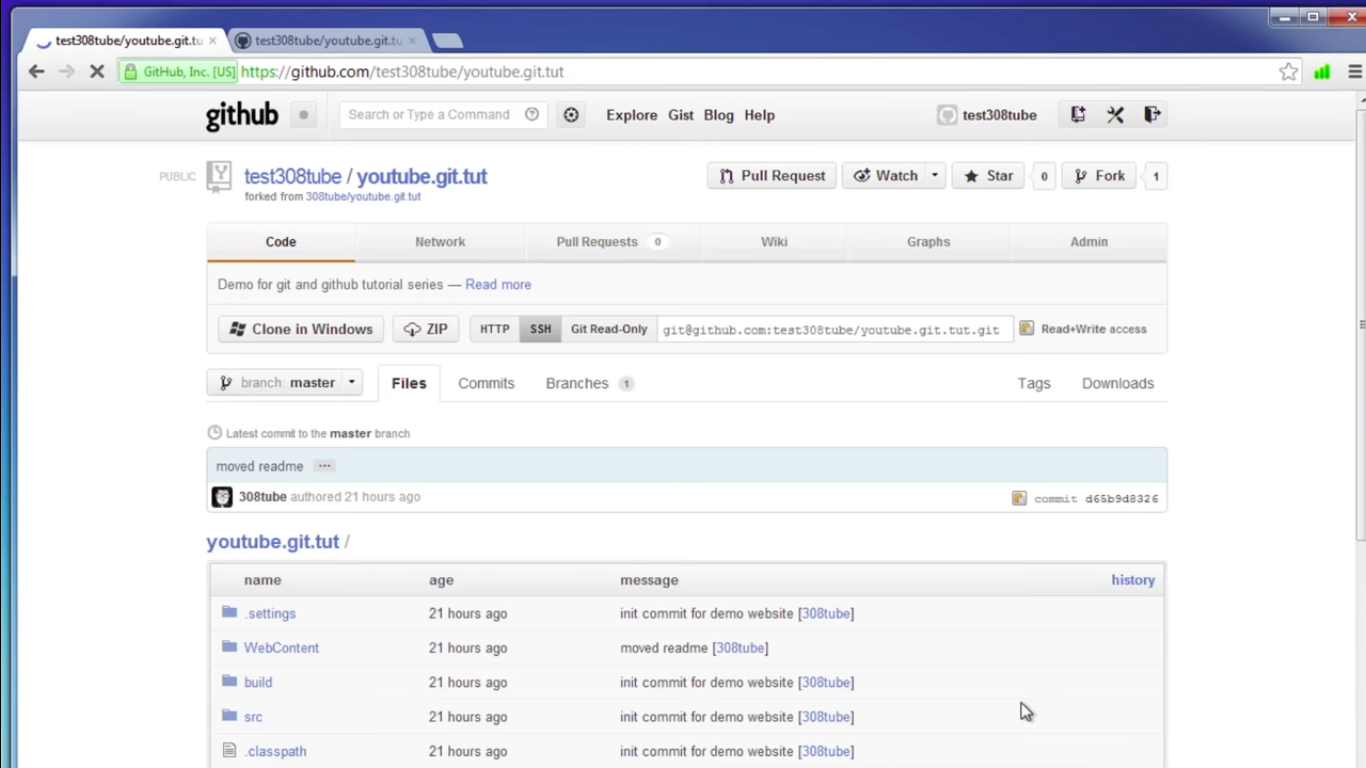 test308tube/youtube.git.tu
test308tube/youtube.git.tu
GitHub, Inc. [US] https://github.com/test308tube/youtube.git.tut
github
Search or Type a Command
Explore Gist Blog Help
test308tube
PUBLIC
test308tube / youtube.git.tut
forked from 308tube/youtube.git.tut
Pull Request Watch Star 0 Fork 1
Code Network Pull Requests 0 Wiki Graphs Admin
Demo for git and github tutorial series — Read more
Clone in Windows ZIP HTTP SSH Git Read-Only git@github.com:test308tube/youtube.git.tut.git Read+Write access
branch: master Files Commits Branches 1 Tags Downloads
Latest commit to the master branch
moved readme ...
308tube authored 21 hours ago commit d65b9d8326
youtube.git.tut /
name age message history
.settings 21 hours ago init commit for demo website [308tube]
WebContent 21 hours ago moved readme [308tube]
build 21 hours ago init commit for demo website [308tube]
src 21 hours ago init commit for demo website [308tube]
.classpath 21 hours ago init commit for demo website [308tube]